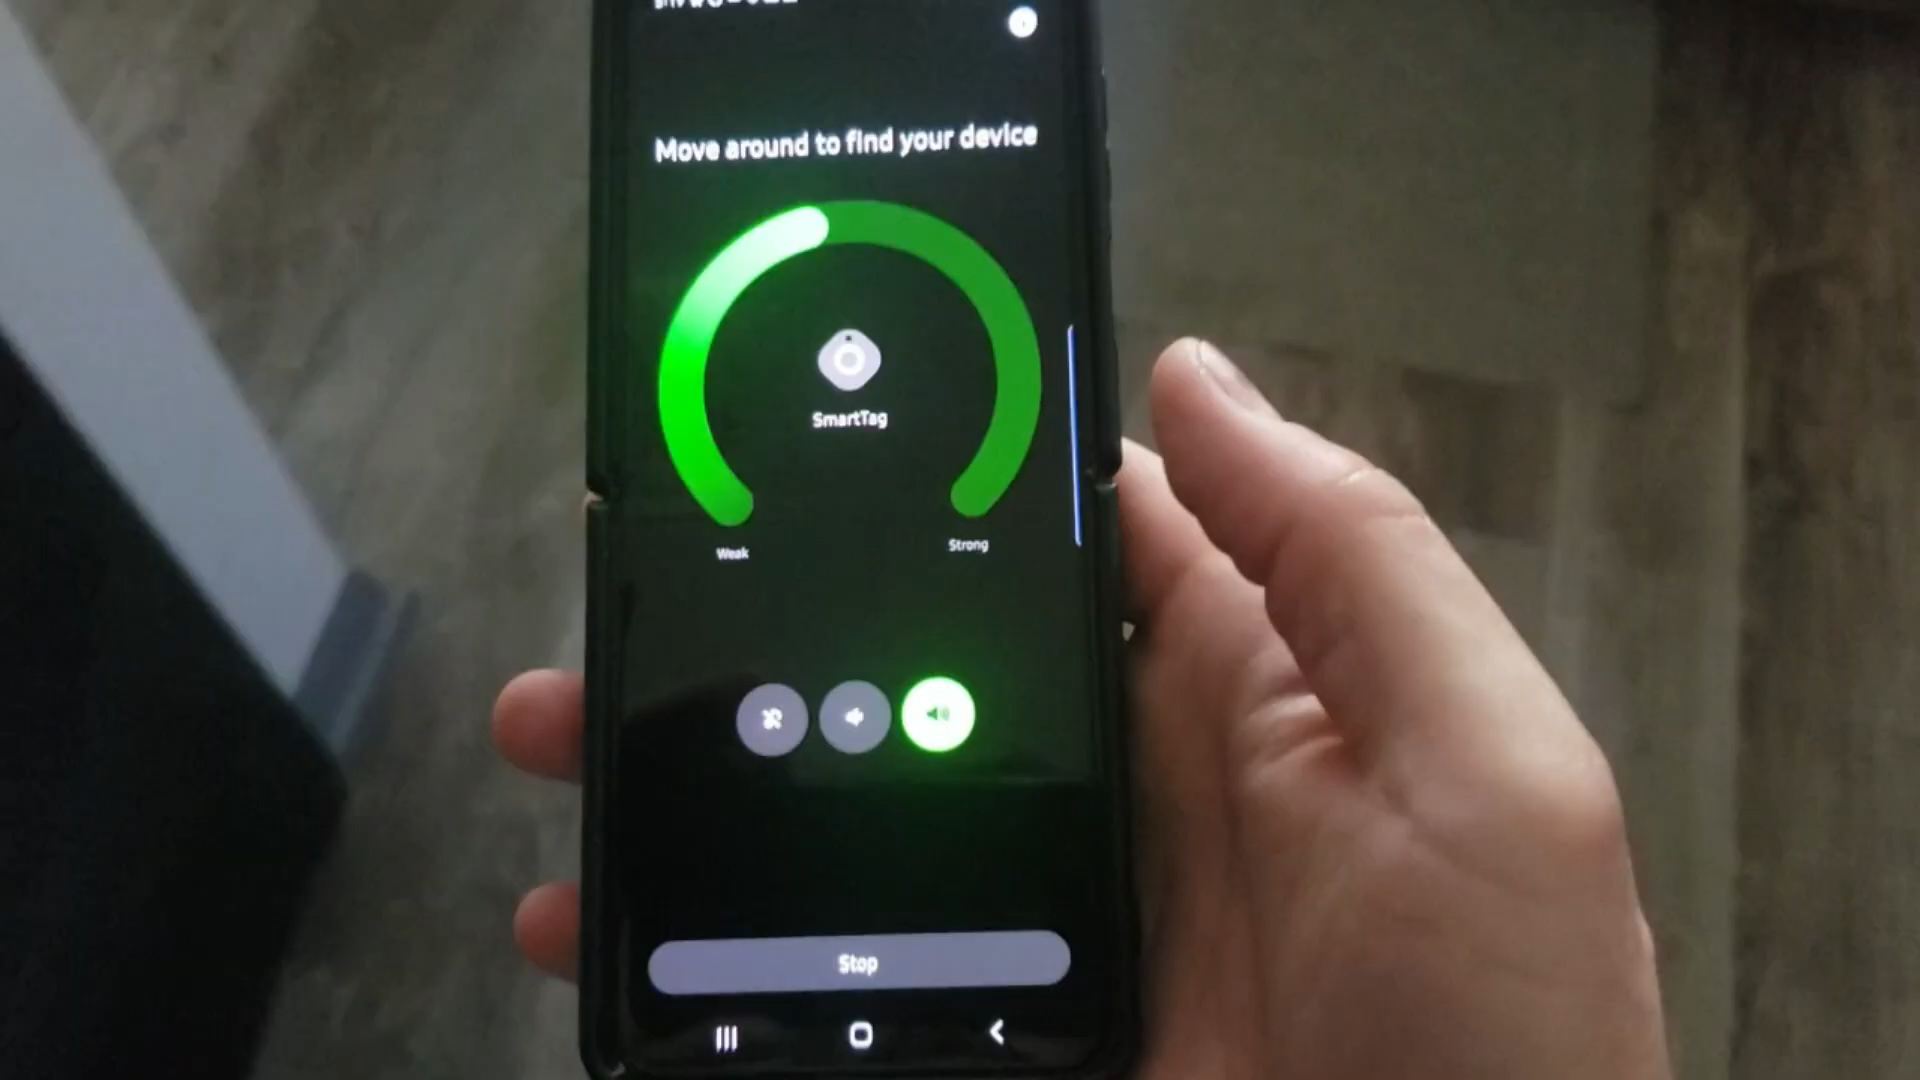 Move around to find your device
SmartTag
Weak
Strong
Stop